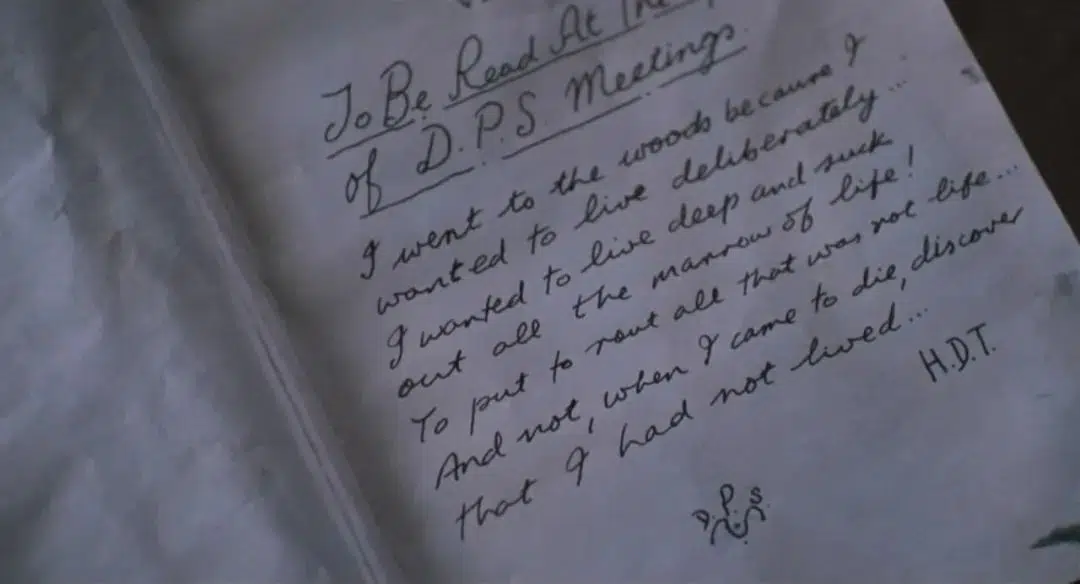 To Be Read At The
of D.P.S. Meetings.
I went to the woods because I
wanted to live deliberately...
I wanted to live deep and suck
out all the marrow of life!
To put to rout all that was not life...
And not, when I came to die, discover
that I had not lived...
H.D.T.
D P S